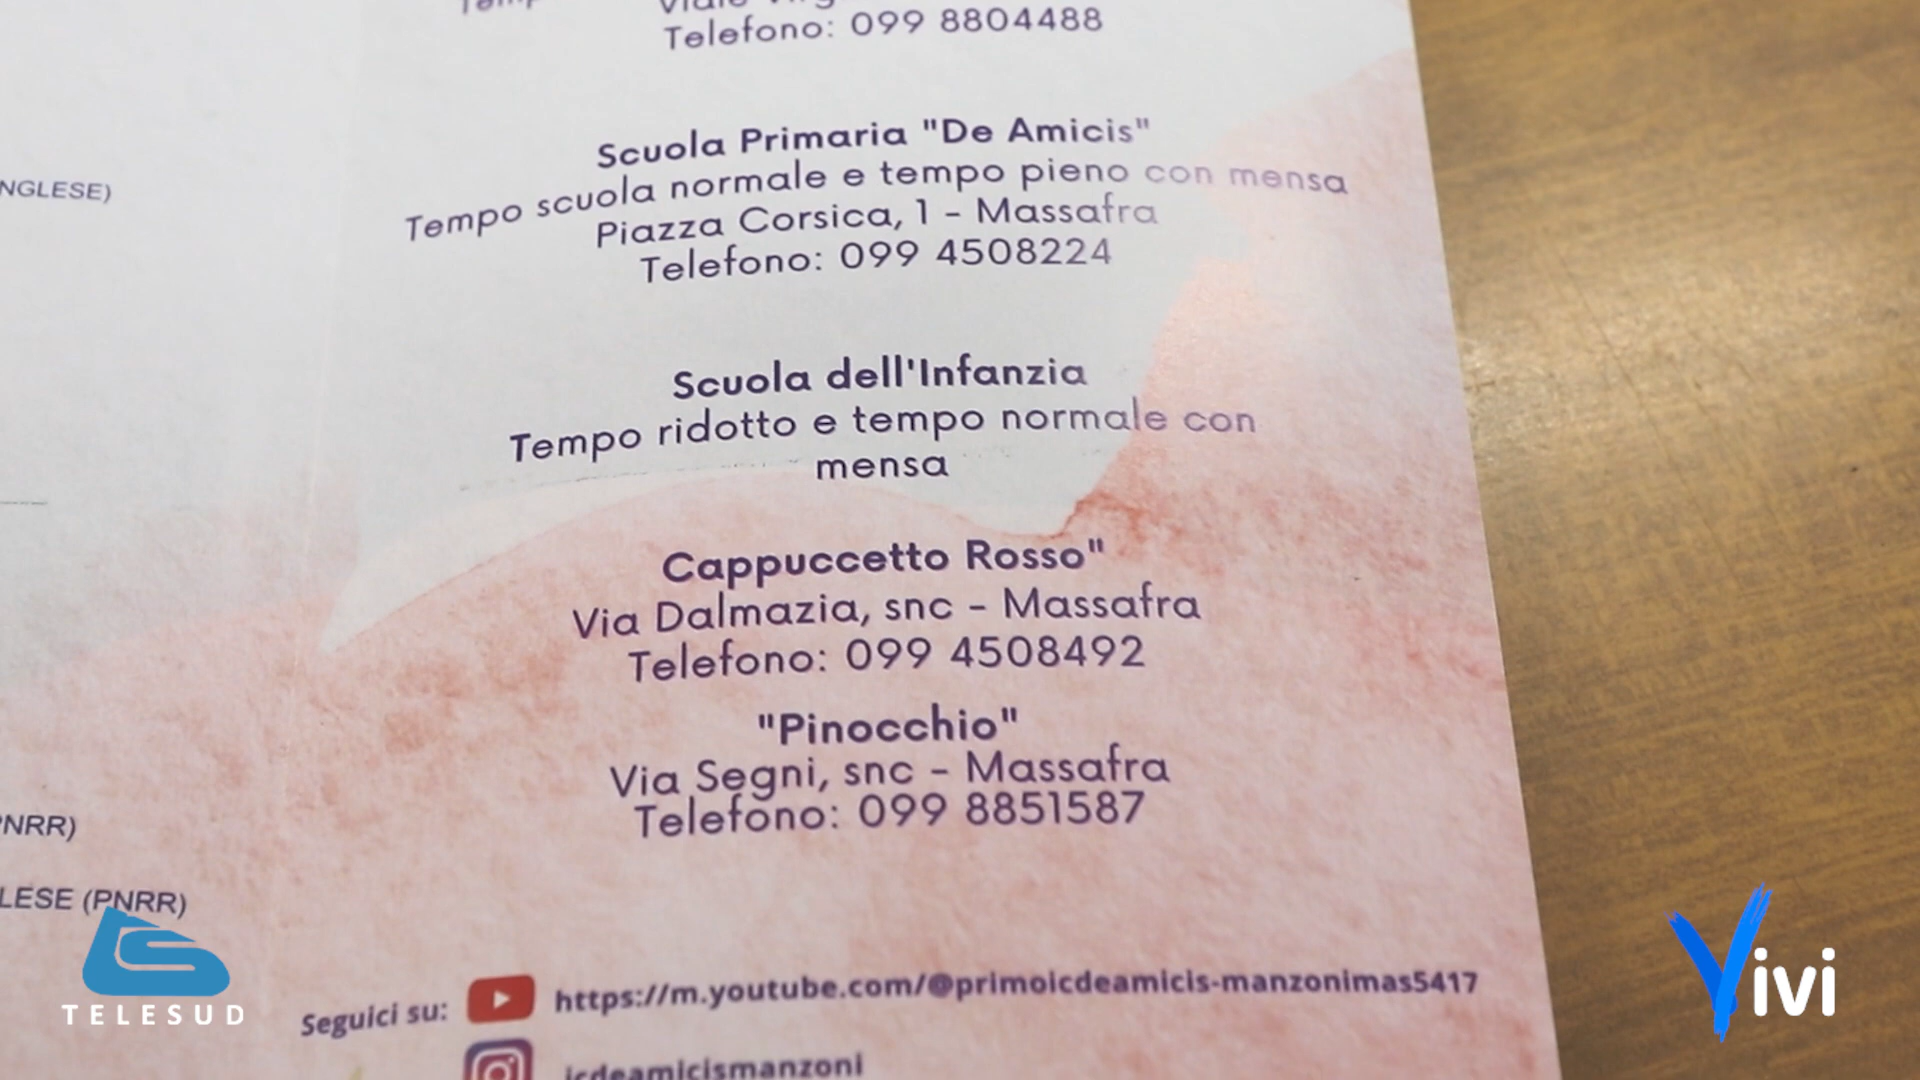 Telefono: 099 8804488
Scuola Primaria "De Amicis"
Tempo scuola normale e tempo pieno con mensa
Piazza Corsica, 1 - Massafra
Telefono: 099 4508224
Scuola dell'Infanzia
Tempo ridotto e tempo normale con
mensa
Cappuccetto Rosso"
Via Dalmazia, snc - Massafra
Telefono: 099 4508492
"Pinocchio"
Via Segni, snc - Massafra
Telefono: 099 8851587
NGLESE)
NRR)
LESE (PNRR)
Seguici su: https://m.youtube.com/@primoicdeamicis-manzonimas5417
icdeamicismanzoni
TELESUD
Vivi